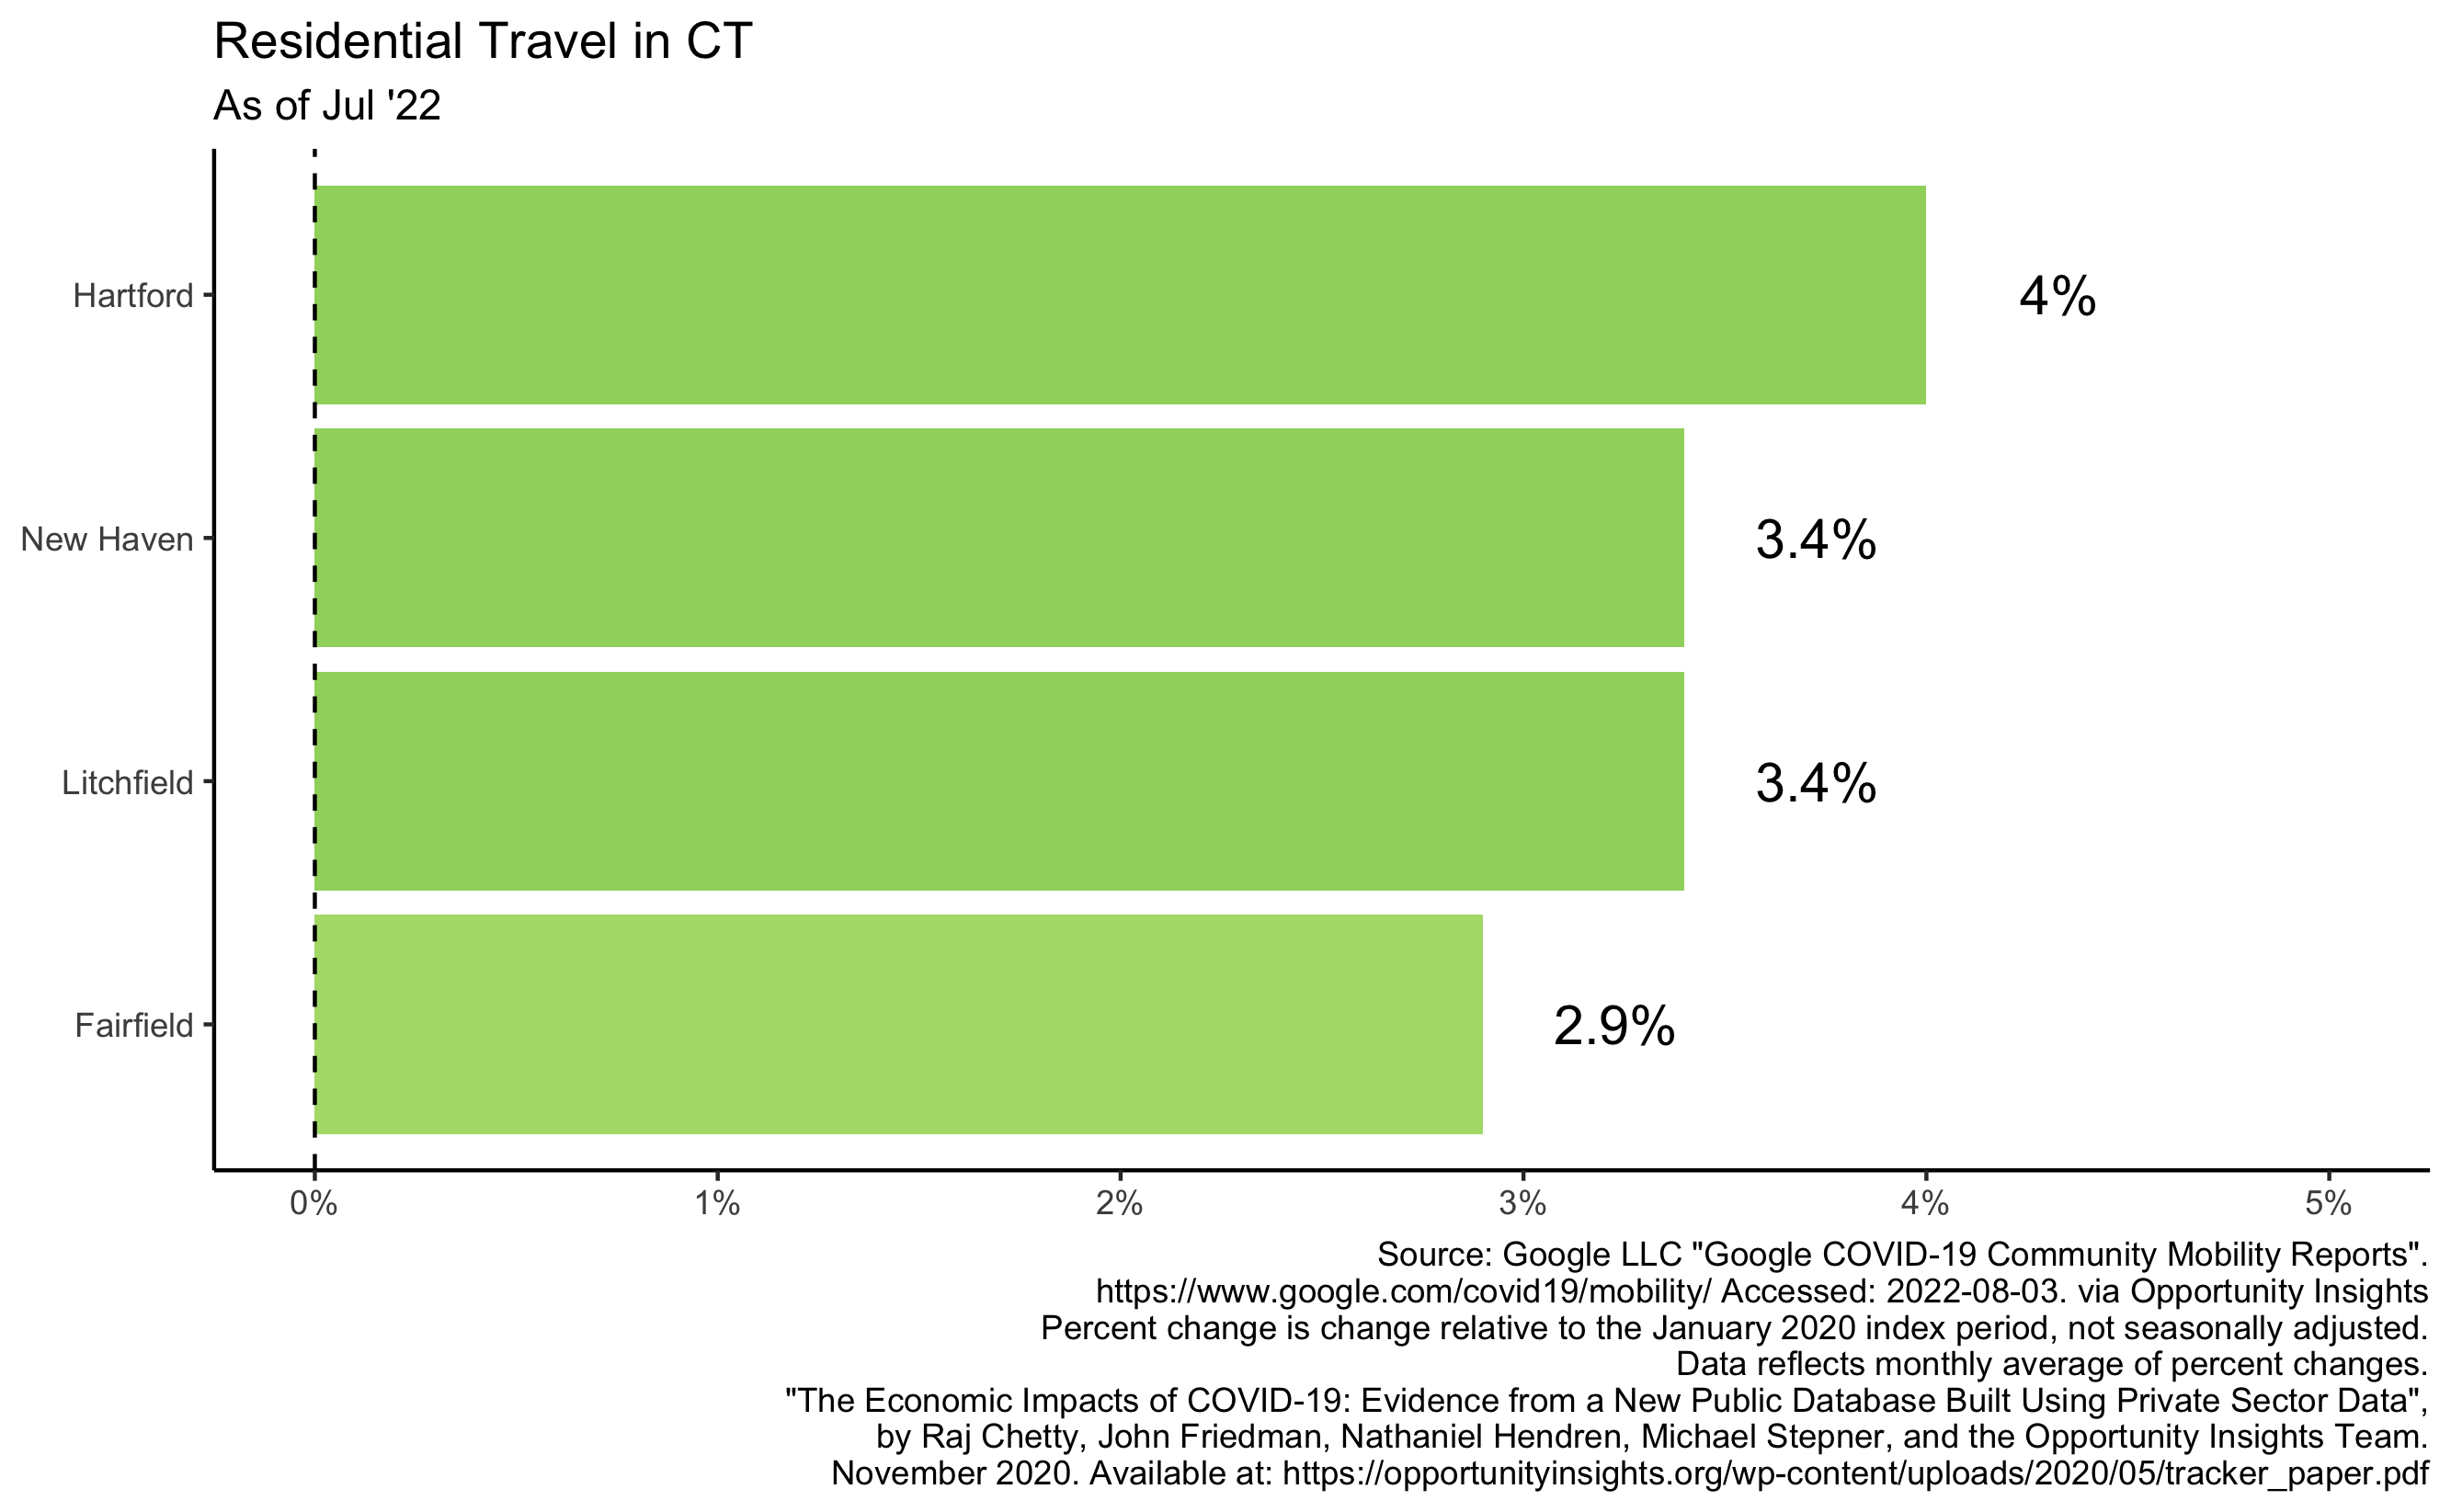 Residential Travel in CT
As of Jul '22
Hartford
4%
New Haven
3.4%
Litchfield
3.4%
Fairfield
2.9%
0%
1%
2%
3%
4%
5%
Source: Google LLC "Google COVID-19 Community Mobility Reports".
https://www.google.com/covid19/mobility/ Accessed: 2022-08-03. via Opportunity Insights
Percent change is change relative to the January 2020 index period, not seasonally adjusted.
Data reflects monthly average of percent changes.
"The Economic Impacts of COVID-19: Evidence from a New Public Database Built Using Private Sector Data",
by Raj Chetty, John Friedman, Nathaniel Hendren, Michael Stepner, and the Opportunity Insights Team.
November 2020. Available at: https://opportunityinsights.org/wp-content/uploads/2020/05/tracker_paper.pdf